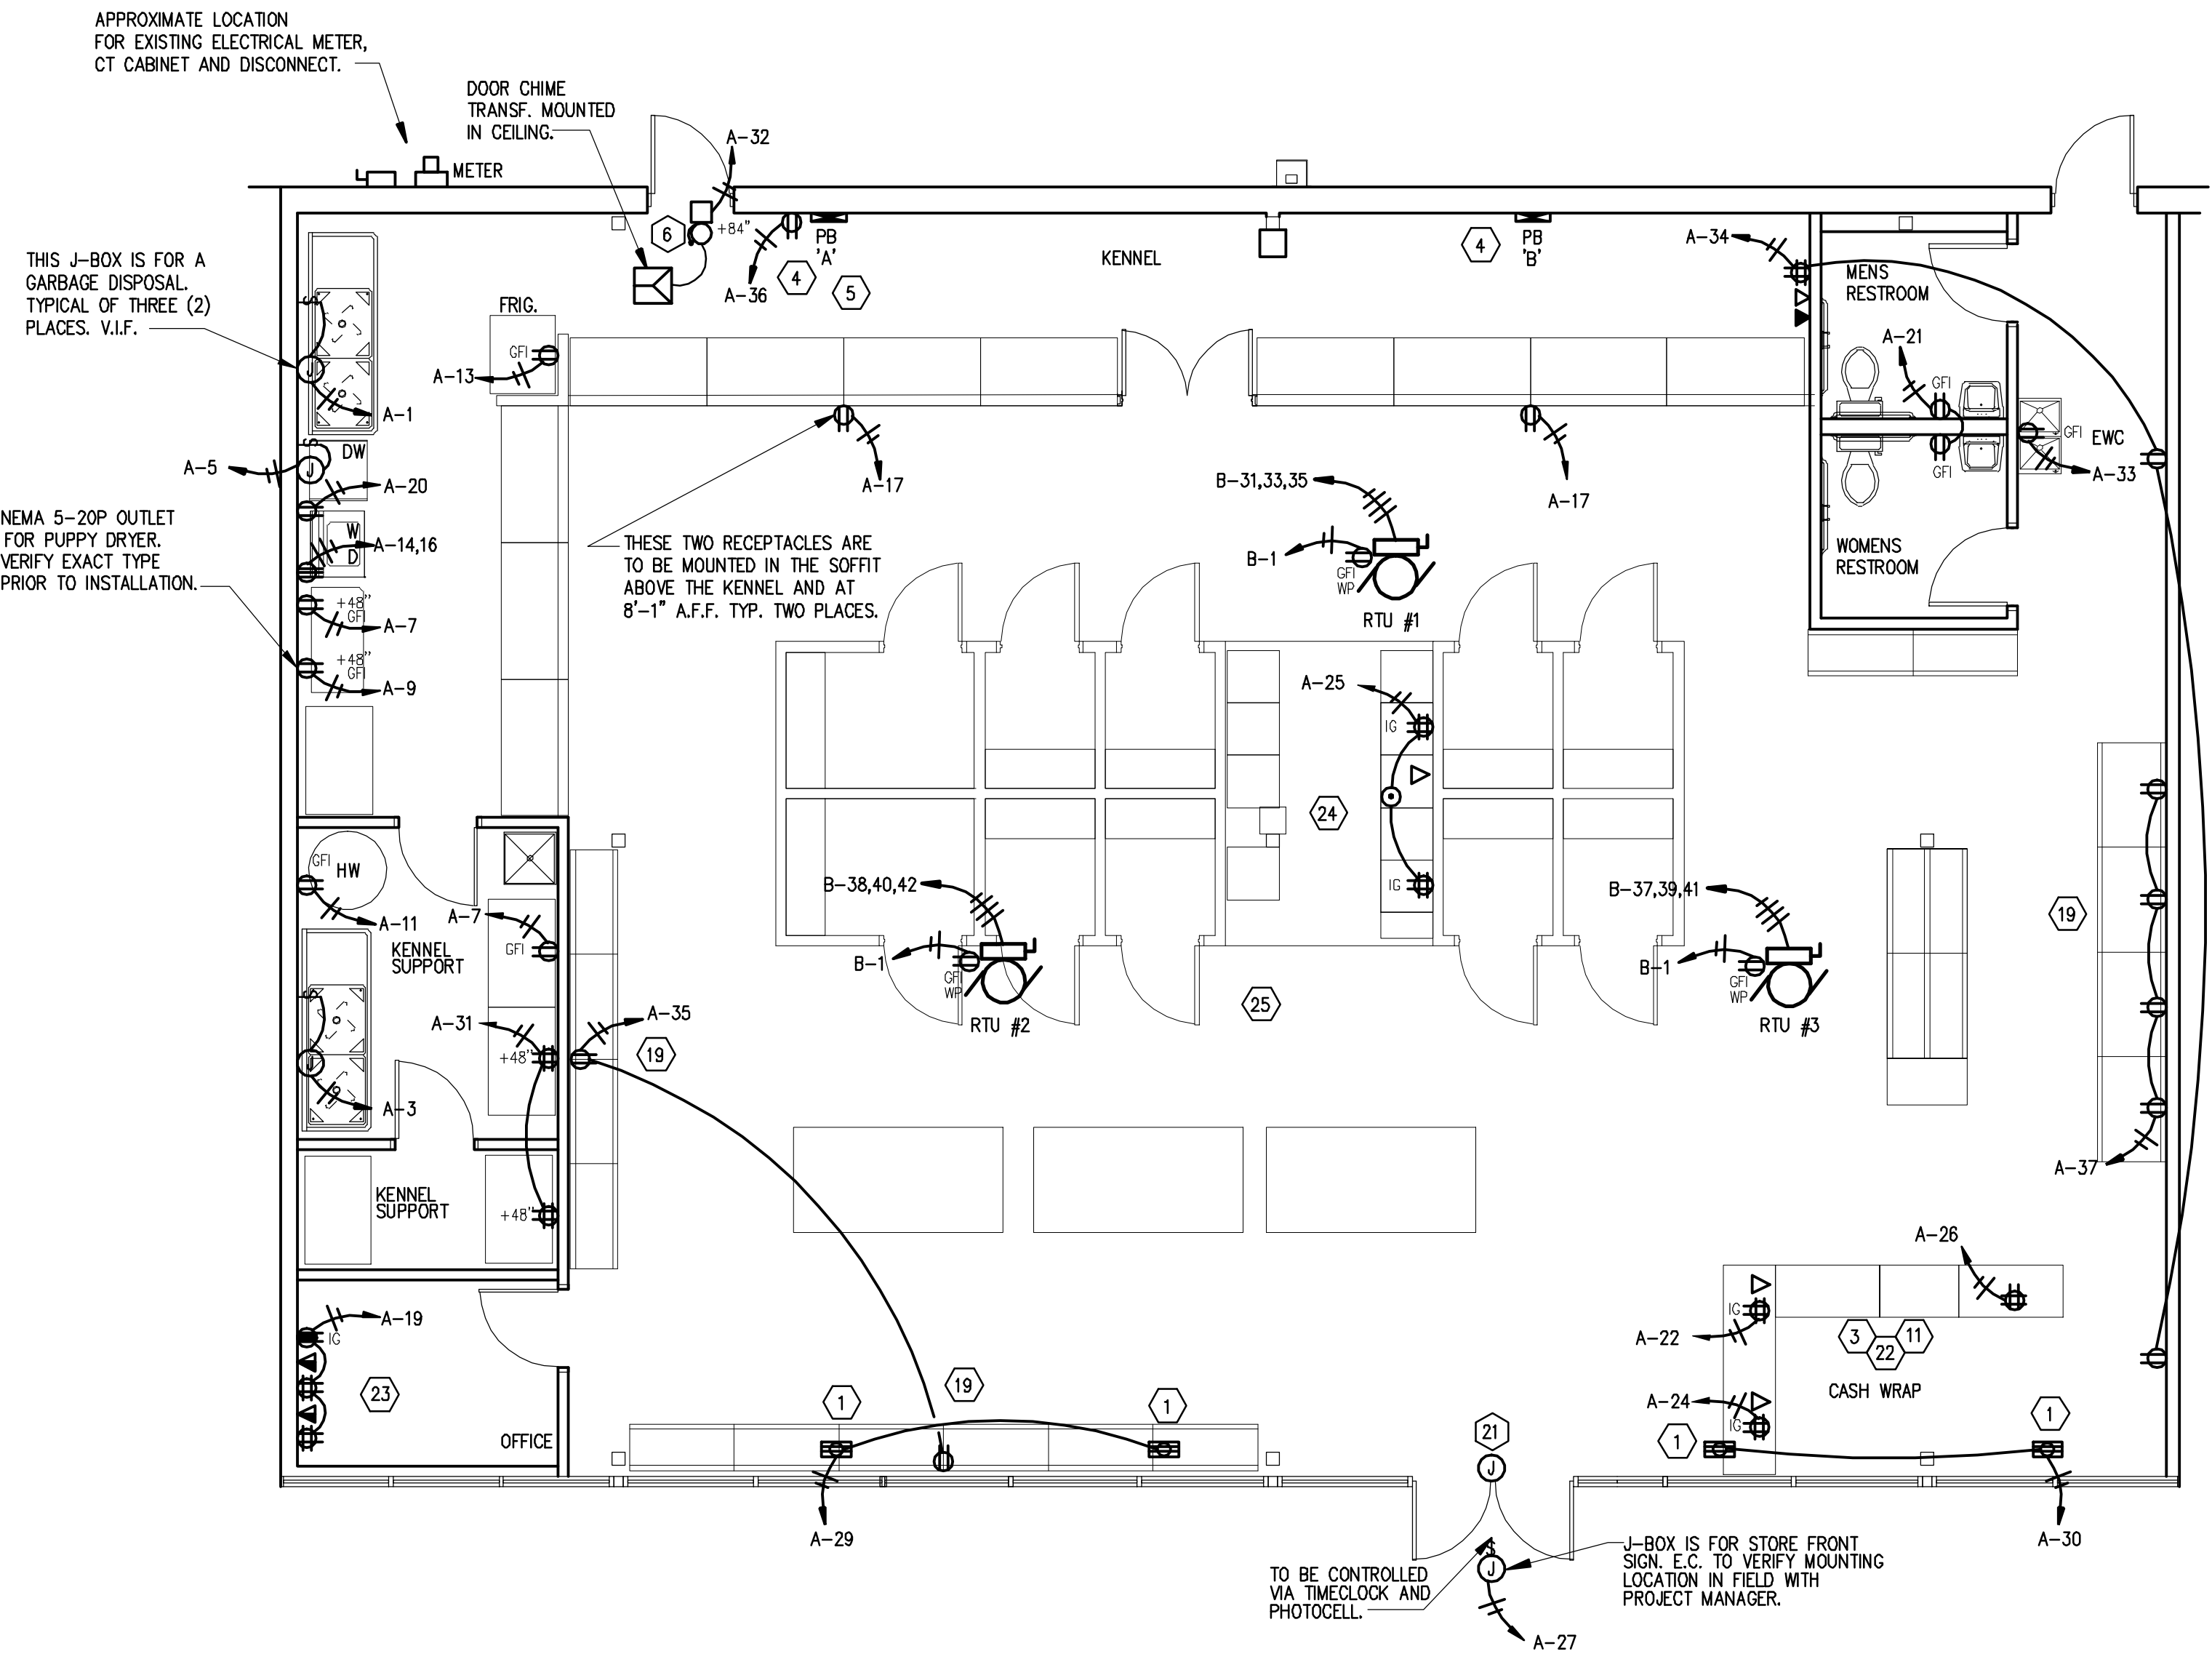 APPROXIMATE LOCATION
FOR EXISTING ELECTRICAL METER,
CT CABINET AND DISCONNECT.
DOOR CHIME
TRANSF. MOUNTED
IN CEILING.
A-32
METER
6
+84"
PB
'A'
A-36
4
5
KENNEL
4
PB
'B'
A-34
MENS
RESTROOM
THIS J-BOX IS FOR A
GARBAGE DISPOSAL.
TYPICAL OF THREE (2)
PLACES. V.I.F.
S
J
A-1
FRIG.
GFI
A-13
A-21
GFI
GFI
GFI
EWC
A-33
S
DW
J
A-5
A-20
A-17
A-17
B-31,33,35
B-1
GFI
WP
RTU #1
WOMENS
RESTROOM
NEMA 5-20P OUTLET
FOR PUPPY DRYER.
VERIFY EXACT TYPE
PRIOR TO INSTALLATION.
W
D
A-14,16
+48"
GFI
A-7
+48"
GFI
A-9
THESE TWO RECEPTACLES ARE
TO BE MOUNTED IN THE SOFFIT
ABOVE THE KENNEL AND AT
8'-1" A.F.F. TYP. TWO PLACES.
A-25
IG
24
IG
GFI
HW
A-11
A-7
GFI
KENNEL
SUPPORT
B-38,40,42
B-1
GFI
WP
RTU #2
25
B-37,39,41
B-1
GFI
WP
RTU #3
19
S
J
A-3
A-31
+48"
A-35
19
+48"
KENNEL
SUPPORT
A-37
A-26
A-19
IG
23
OFFICE
IG
A-22
3
11
22
CASH WRAP
A-24
IG
1
19
1
21
J
1
1
A-29
A-30
S
J
TO BE CONTROLLED
VIA TIMECLOCK AND
PHOTOCELL.
J-BOX IS FOR STORE FRONT
SIGN. E.C. TO VERIFY MOUNTING
LOCATION IN FIELD WITH
PROJECT MANAGER.
A-27